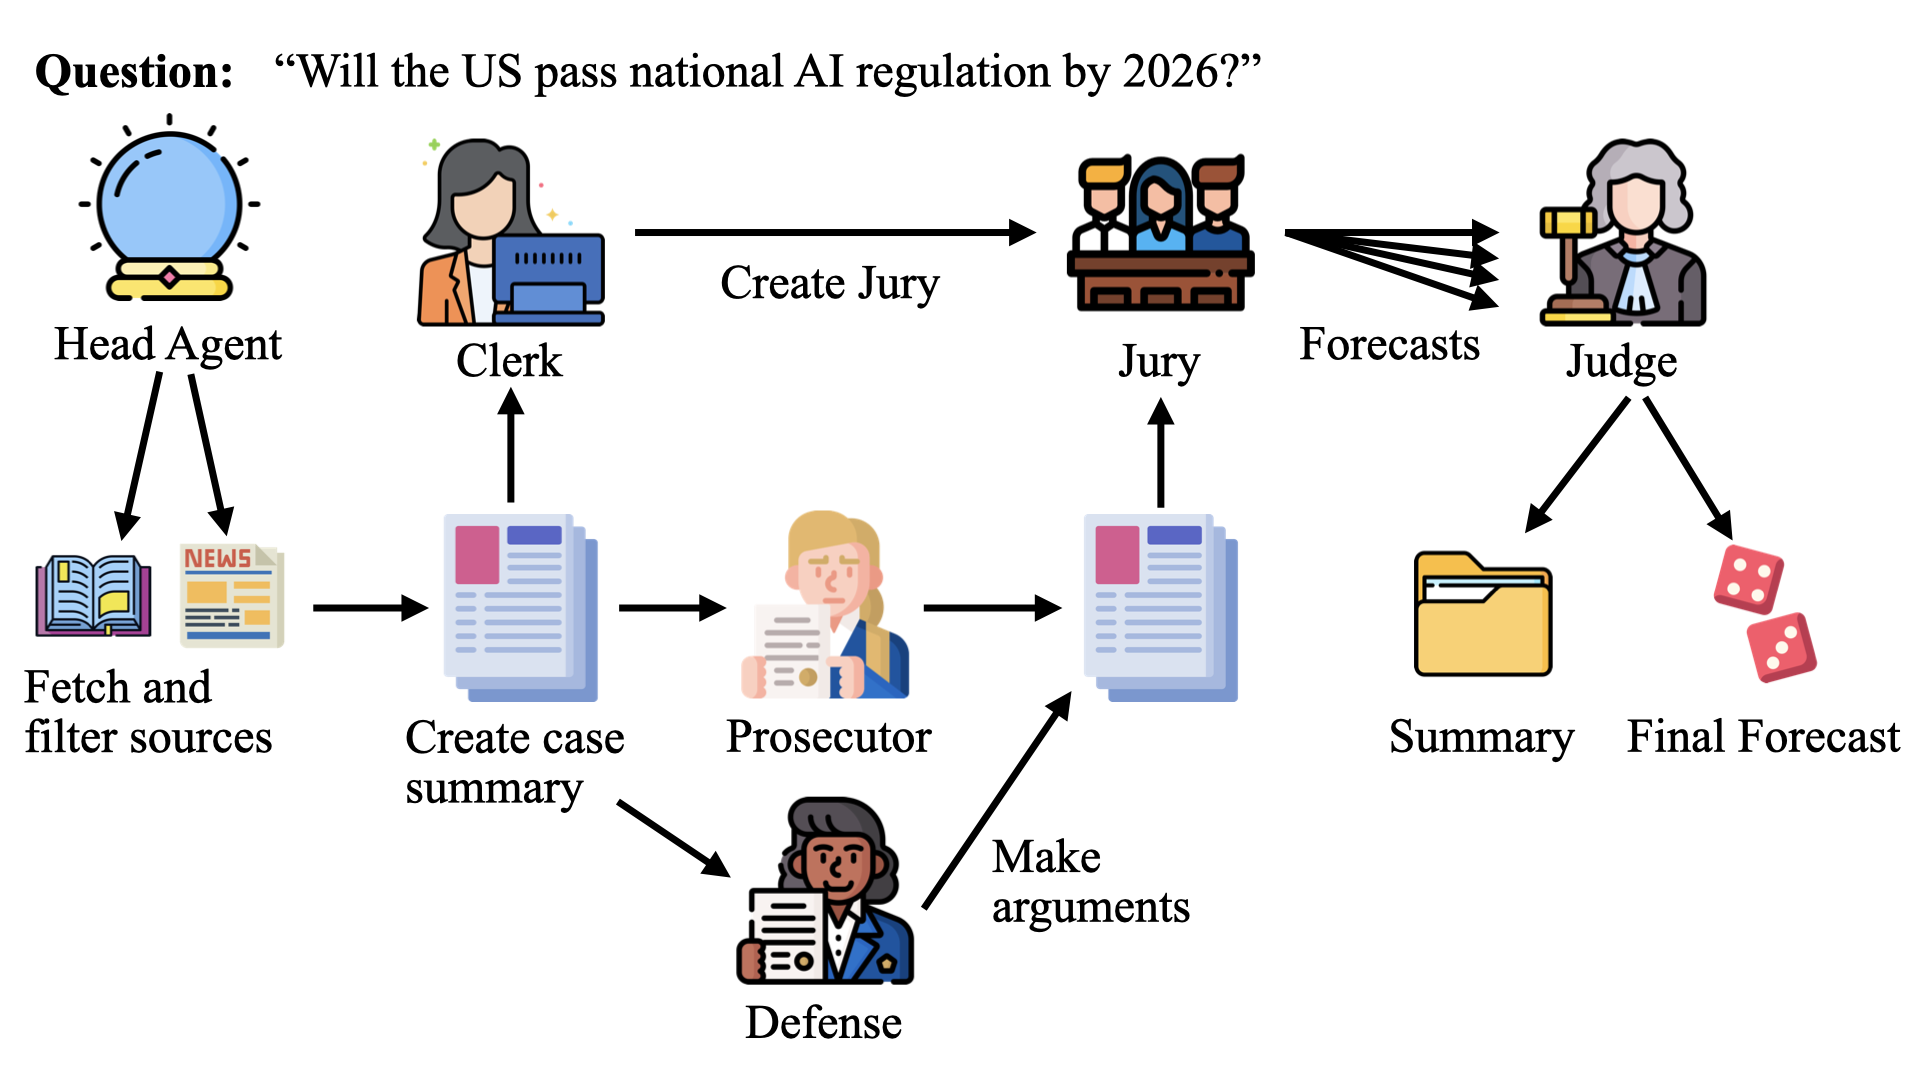 Question: “Will the US pass national AI regulation by 2026?”
Head Agent
Clerk
Create Jury
Jury
Forecasts
Judge
NEWS
Fetch and
filter sources
Create case
summary
Prosecutor
Summary
Final Forecast
Make
arguments
Defense